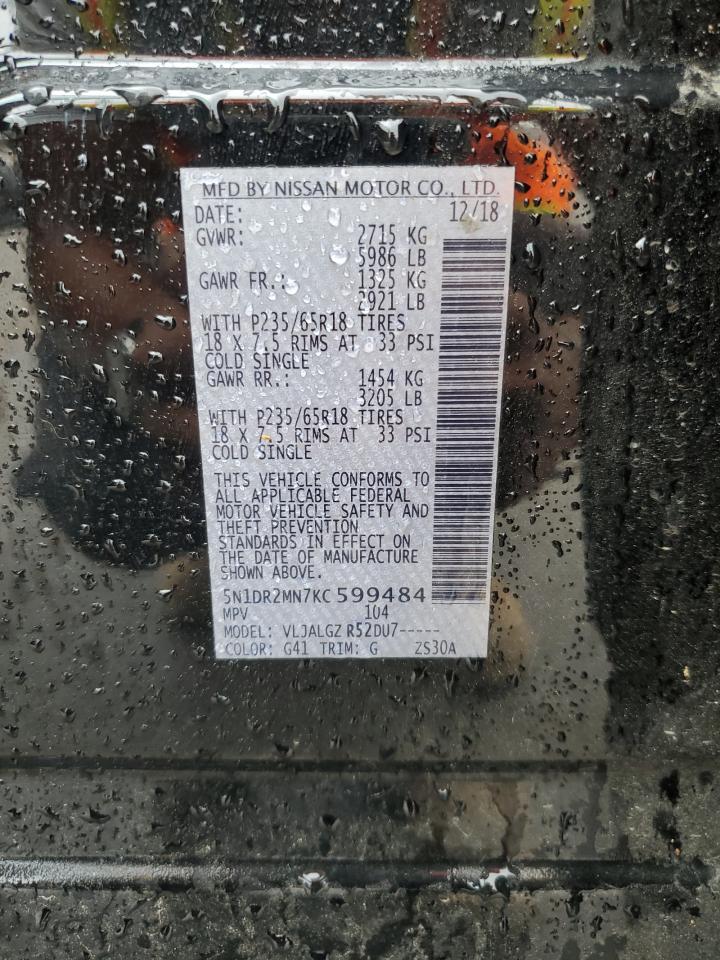 MFD BY NISSAN MOTOR CO., LTD.
DATE: 12/18
GVWR: 2715 KG
5986 LB
GAWR FR.: 1325 KG
2921 LB
WITH P235/65R18 TIRES
18 X 7.5 RIMS AT 33 PSI
COLD SINGLE
GAWR RR.: 1454 KG
3205 LB
WITH P235/65R18 TIRES
18 X 7.5 RIMS AT 33 PSI
COLD SINGLE
THIS VEHICLE CONFORMS TO
ALL APPLICABLE FEDERAL
MOTOR VEHICLE SAFETY AND
THEFT PREVENTION
STANDARDS IN EFFECT ON
THE DATE OF MANUFACTURE
SHOWN ABOVE.
5N1DR2MN7KC599484
MPV 104
MODEL: VLJALGZ R52DU7-----
COLOR: G41 TRIM: G ZS30A